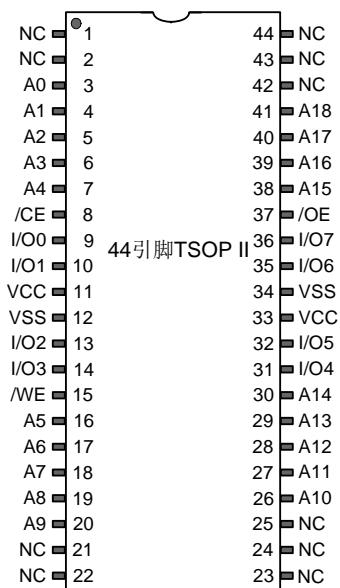 NC 1 44 NC
NC 2 43 NC
A0 3 42 NC
A1 4 41 A18
A2 5 40 A17
A3 6 39 A16
A4 7 38 A15
/CE 8 37 /OE
I/O0 9 44引脚TSOP II 36 I/O7
I/O1 10 35 I/O6
VCC 11 34 VSS
VSS 12 33 VCC
I/O2 13 32 I/O5
I/O3 14 31 I/O4
/WE 15 30 A14
A5 16 29 A13
A6 17 28 A12
A7 18 27 A11
A8 19 26 A10
A9 20 25 NC
NC 21 24 NC
NC 22 23 NC